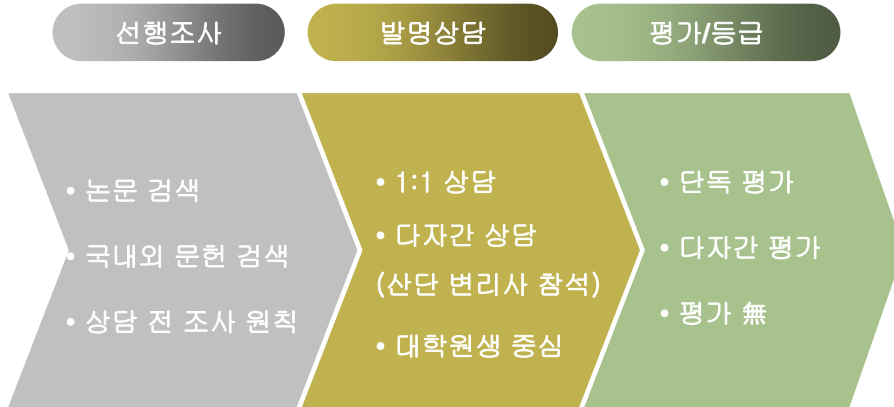 선행조사
발명상담
평가/등급
• 논문 검색
• 국내외 문헌 검색
• 상담 전 조사 원칙
• 1:1 상담
• 다자간 상담
(산단 변리사 참석)
• 대학원생 중심
• 단독 평가
• 다자간 평가
• 평가 無